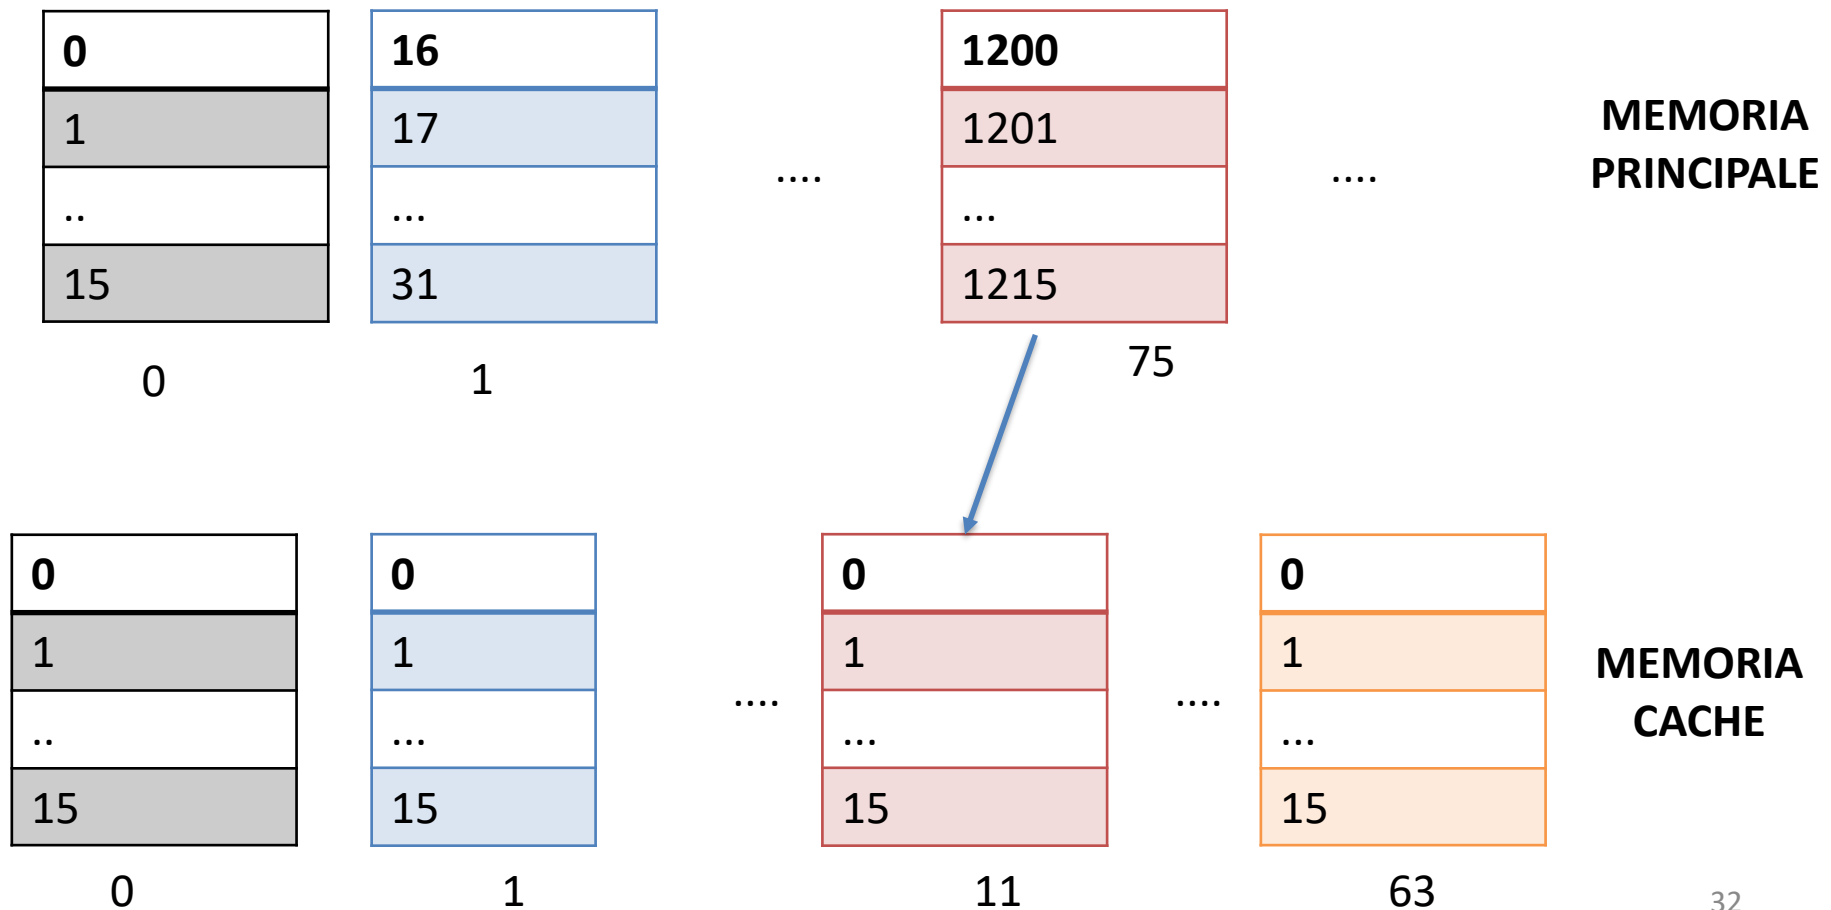 0 16 1200
1 17 1201
.. ... ...
15 31 1215
.... ....
MEMORIA
PRINCIPALE
0 1 75
0 0 0 0
1 1 1 1
.. ... ... ...
15 15 15 15
.... ....
MEMORIA
CACHE
0 1 11 63
32